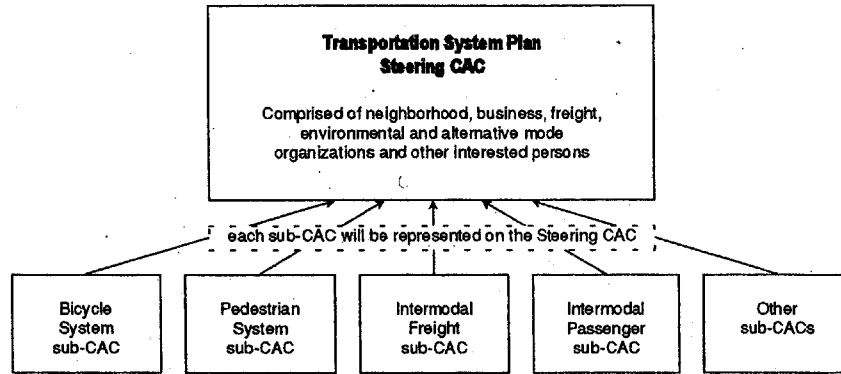 Transportation System Plan
Steering CAC
Comprised of neighborhood, business, freight,
environmental and alternative mode
organizations and other interested persons
each sub-CAC will be represented on the Steering CAC
Bicycle
System
sub-CAC
Pedestrian
System
sub-CAC
Intermodal
Freight
sub-CAC
Intermodal
Passenger
sub-CAC
Other
sub-CACs